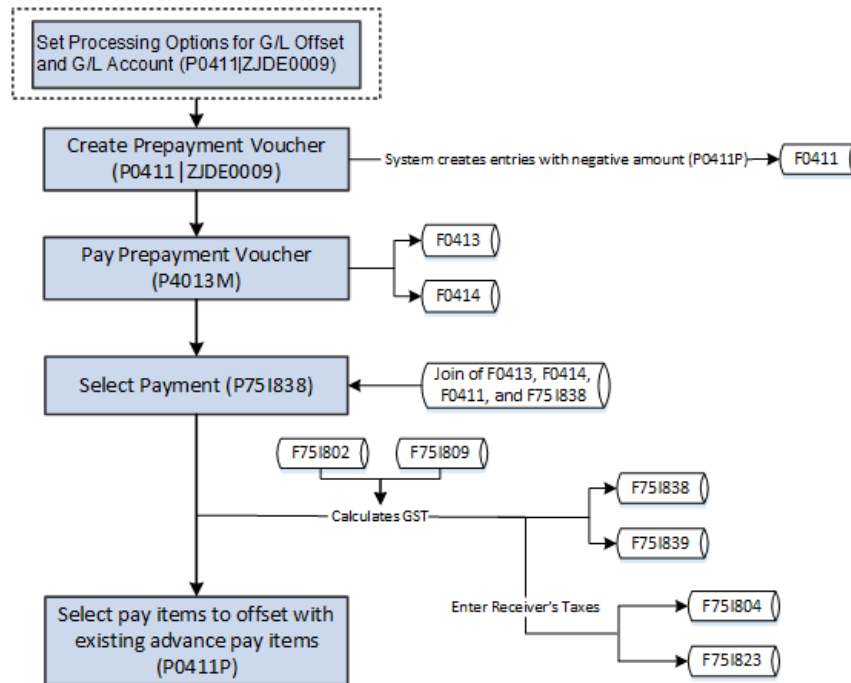 Set Processing Options for G/L Offset
and G/L Account (P0411|ZJDE0009)
Create Prepayment Voucher
(P0411|ZJDE0009)
System creates entries with negative amount (P0411P)
F0411
Pay Prepayment Voucher
(P4013M)
F0413
F0414
Select Payment (P75I838)
Join of F0413, F0414,
F0411, and F75I838
F75I802
F75I809
Calculates GST
F75I838
F75I839
Enter Receiver's Taxes
F75I804
F75I823
Select pay items to offset with
existing advance pay items
(P0411P)